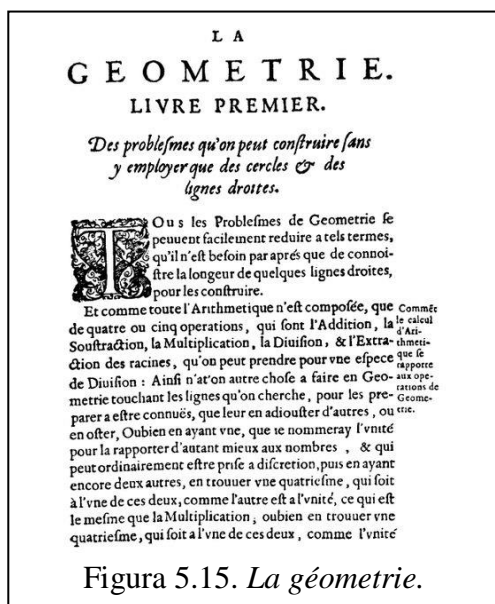 LA
GEOMETRIE.
LIVRE PREMIER.
Des probleſmes qu'on peut conſtruire ſans
y employer que des cercles & des
lignes droites.
TOus les Probleſmes de Geometrie ſe
peuuent facilement reduire a tels termes,
qu'il n'eſt beſoin par aprés que de connoi-
ſtre la longeur de quelques lignes droites,
pour les conſtruire.
Et comme toute l'Arithmetique n'eſt compoſée, que
de quatre ou cinq operations, qui ſont l'Addition, la
Souſtraction, la Multiplication, la Diuiſion, & l'Extra-
ction des racines, qu'on peut prendre pour vne eſpece
de Diuiſion : Ainſi n'at'on autre choſe a faire en Geo-
metrie touchant les lignes qu'on cherche, pour les pre-
parer a eſtre connuës, que leur en adiouſter d'autres, ou
en oſter, Oubien en ayant vne, que ie nommeray l'vnité
pour la rapporter d'autant mieux aux nombres , & qui
peut ordinairement eſtre priſe a diſcretion, puis en ayant
encore deux autres, en trouuer vne quatrieſme, qui ſoit
à l'vne de ces deux, comme l'autre eſt a l'vnité, ce qui eſt
le meſme que la Multiplication ; oubien en trouuer vne
quatrieſme, qui ſoit a l'vne de ces deux , comme l'vnité
Commēt
le calcul
d'Ari-
thmeti-
que ſe
rapporte
aux ope-
rations de
Geome-
trie.
Figura 5.15. La géometrie.